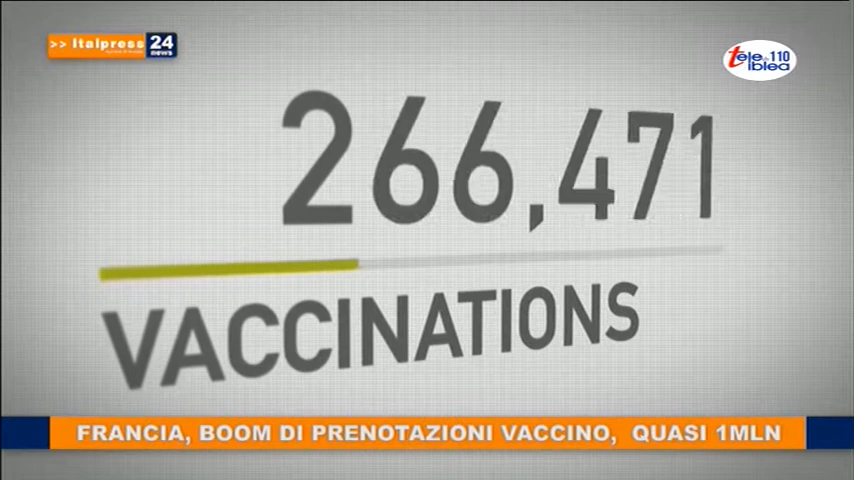 >> Italpress
24
news
Tele 110
iblea
266,471
VACCINATIONS
FRANCIA, BOOM DI PRENOTAZIONI VACCINO, QUASI 1MLN